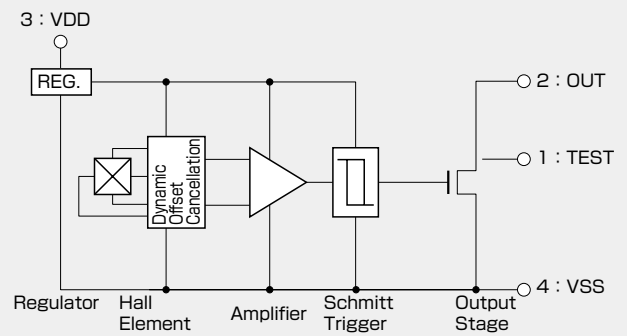 3 : VDD
REG.
2 : OUT
1 : TEST
Dynamic
Offset
Cancellation
4 : VSS
Regulator
Hall
Element
Amplifier
Schmitt
Trigger
Output
Stage